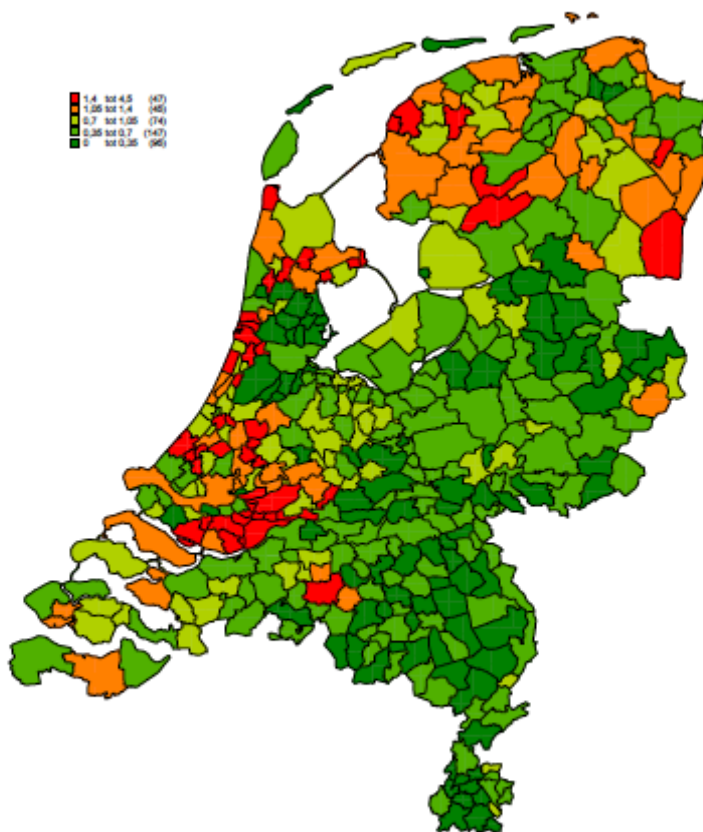 1,4 tot 4,5 (47)
1,05 tot 1,4 (45)
0,7 tot 1,05 (74)
0,35 tot 0,7 (147)
0 tot 0,35 (95)